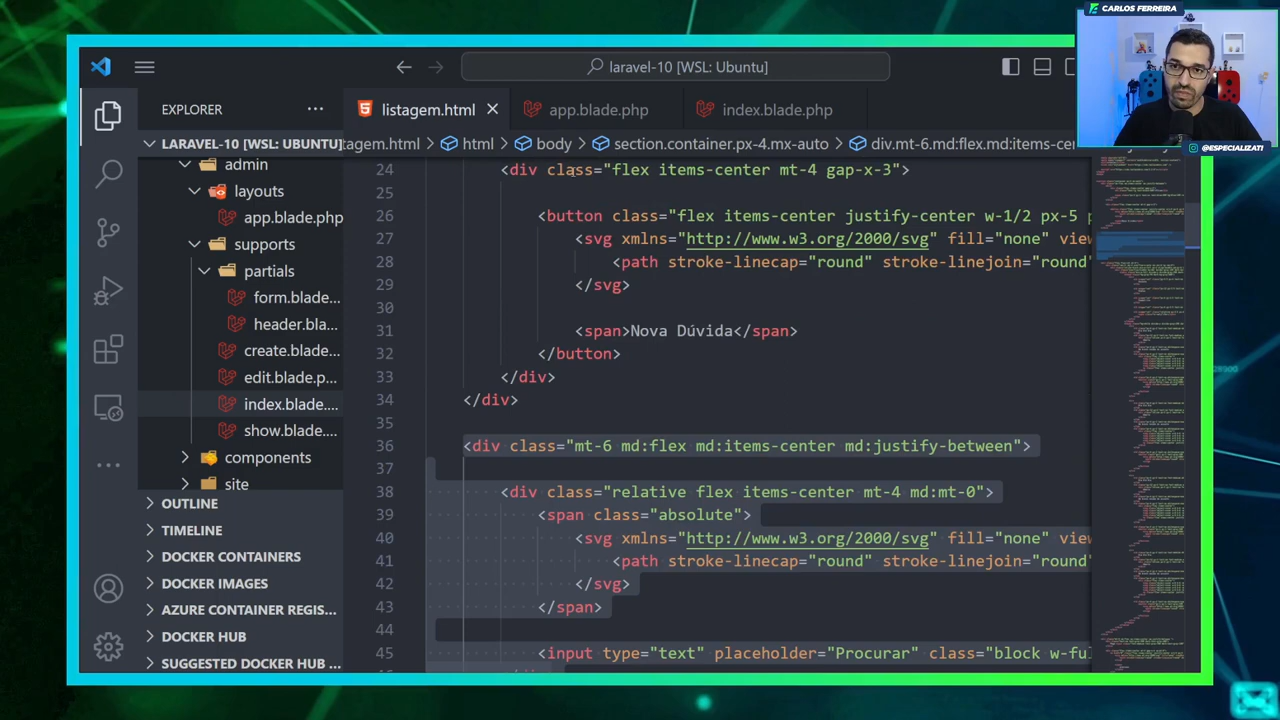 CARLOS FERREIRA
@ESPECIALIZATI
laravel-10 [WSL: Ubuntu]
EXPLORER
LARAVEL-10 [WSL: UBUNTU]
admin
layouts
app.blade.php
supports
partials
form.blade...
header.bla...
create.blade...
edit.blade.p...
index.blade....
show.blade....
components
site
OUTLINE
TIMELINE
DOCKER CONTAINERS
DOCKER IMAGES
AZURE CONTAINER REGIS...
DOCKER HUB
SUGGESTED DOCKER HUB ...
listagem.html app.blade.php index.blade.php
tagem.html > html > body > section.container.px-4.mx-auto > div.mt-6.md:flex.md:items-cen
24 <div class="flex items-center mt-4 gap-x-3">
25
26 <button class="flex items-center justify-center w-1/2 px-5 p
27 <svg xmlns="http://www.w3.org/2000/svg" fill="none" view
28 <path stroke-linecap="round" stroke-linejoin="round"
29 </svg>
30
31 <span>Nova Dúvida</span>
32 </button>
33 </div>
34 </div>
35
36 <div class="mt-6 md:flex md:items-center md:justify-between">
37
38 <div class="relative flex items-center mt-4 md:mt-0">
39 <span class="absolute">
40 <svg xmlns="http://www.w3.org/2000/svg" fill="none" view
41 <path stroke-linecap="round" stroke-linejoin="round"
42 </svg>
43 </span>
44
45 <input type="text" placeholder="Procurar" class="block w-ful